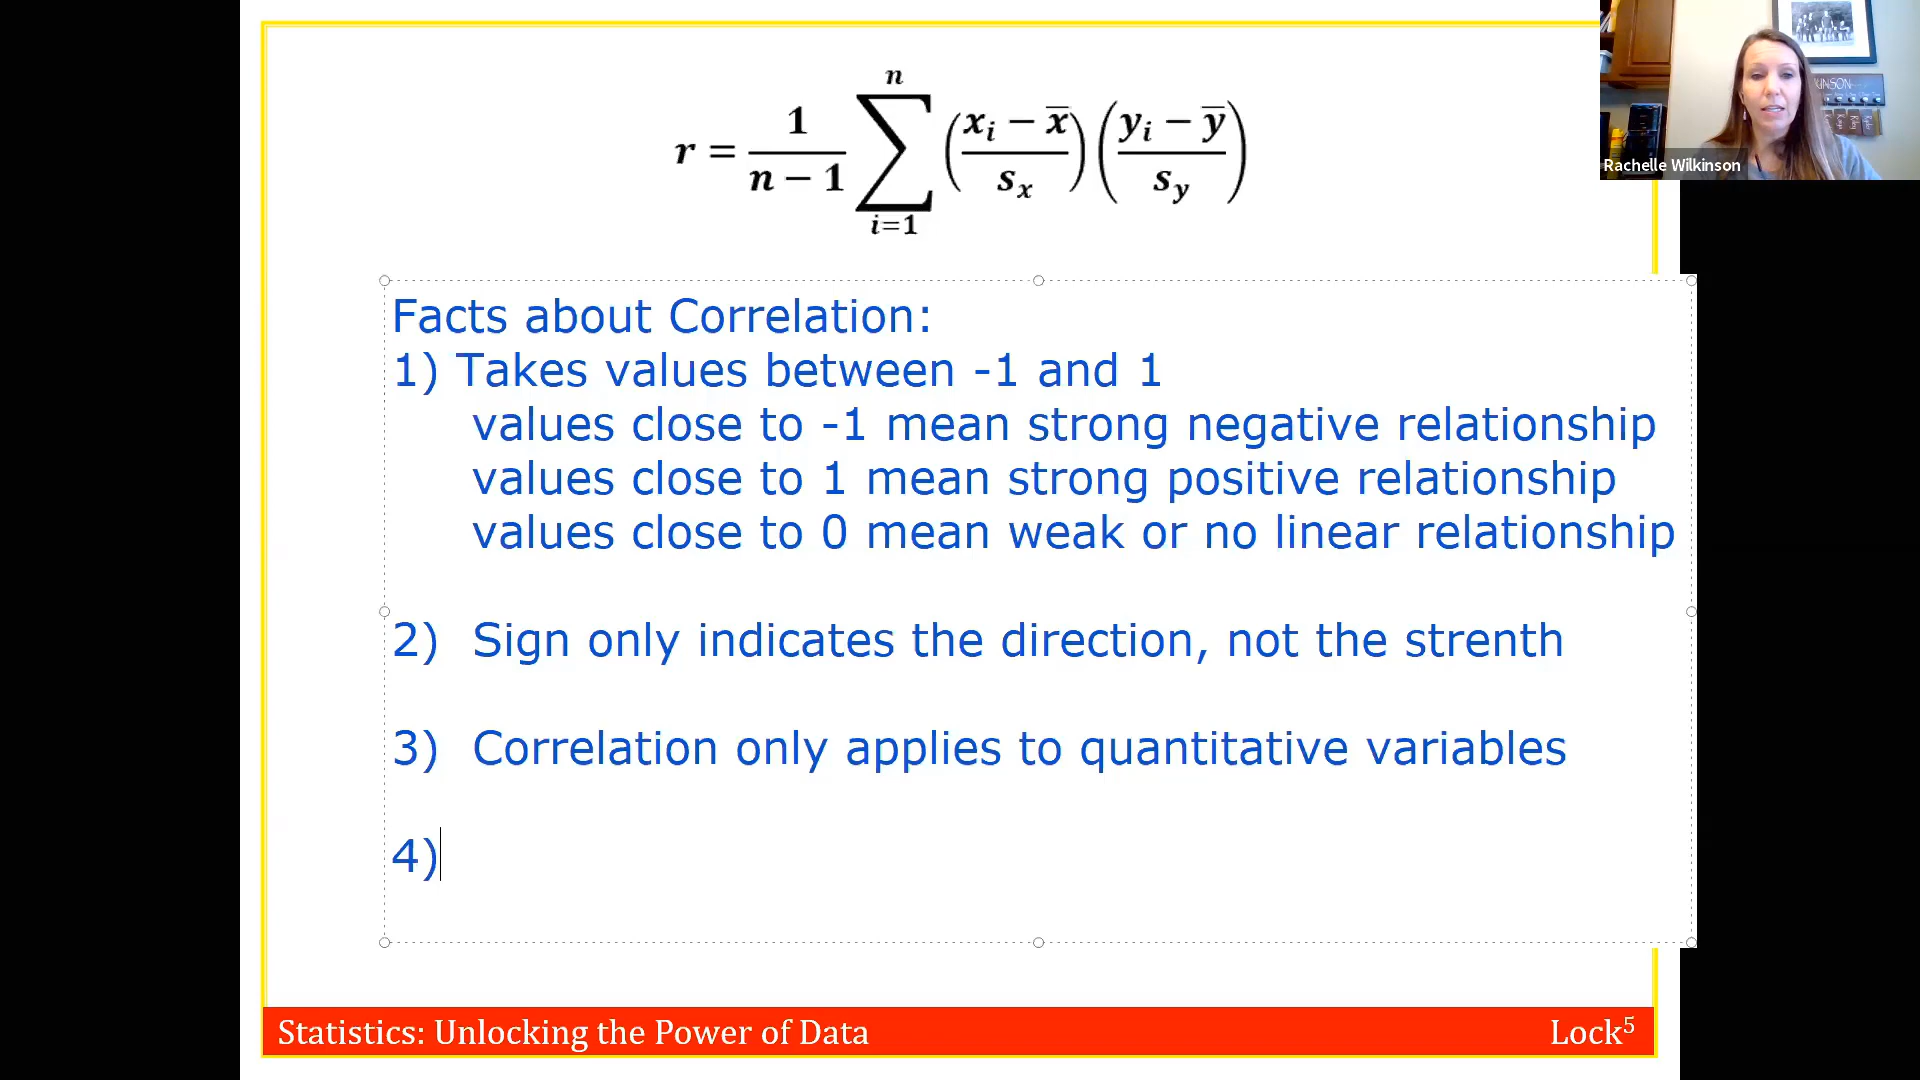 r = 1/(n − 1) ∑_{i=1}^{n} ((x_i − x̄)/s_x) ((y_i − ȳ)/s_y)
KINSON
Rachelle Wilkinson
Facts about Correlation:
1) Takes values between -1 and 1
values close to -1 mean strong negative relationship
values close to 1 mean strong positive relationship
values close to 0 mean weak or no linear relationship
2) Sign only indicates the direction, not the strenth
3) Correlation only applies to quantitative variables
4)
Statistics: Unlocking the Power of Data
Lock⁵